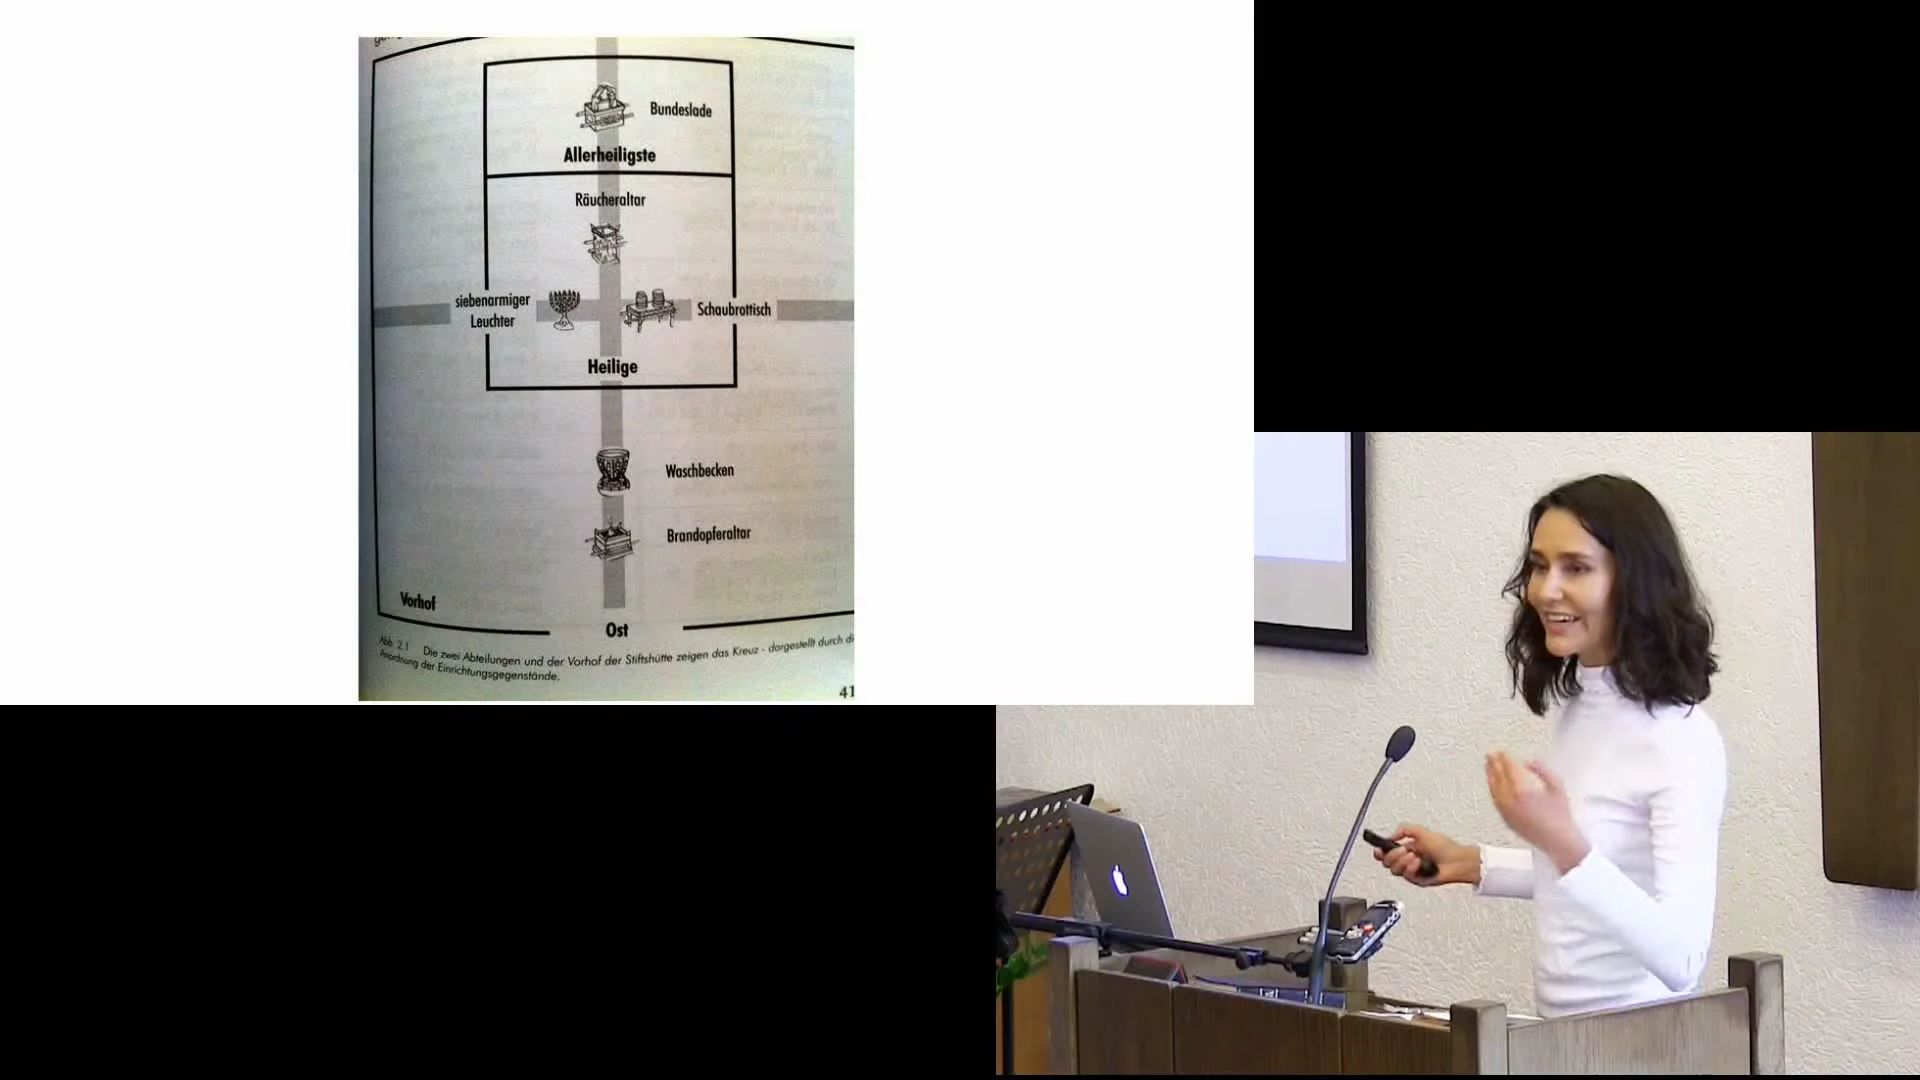 Bundeslade
Allerheiligste
Räucheraltar
siebenarmiger
Leuchter
Schaubrottisch
Heilige
Waschbecken
Brandopferaltar
Vorhof
Ost
Abb. 2.1 Die zwei Abteilungen und der Vorhof der Stiftshütte zeigen das Kreuz - dargestellt durch di
Anordnung der Einrichtungsgegenstände.
41